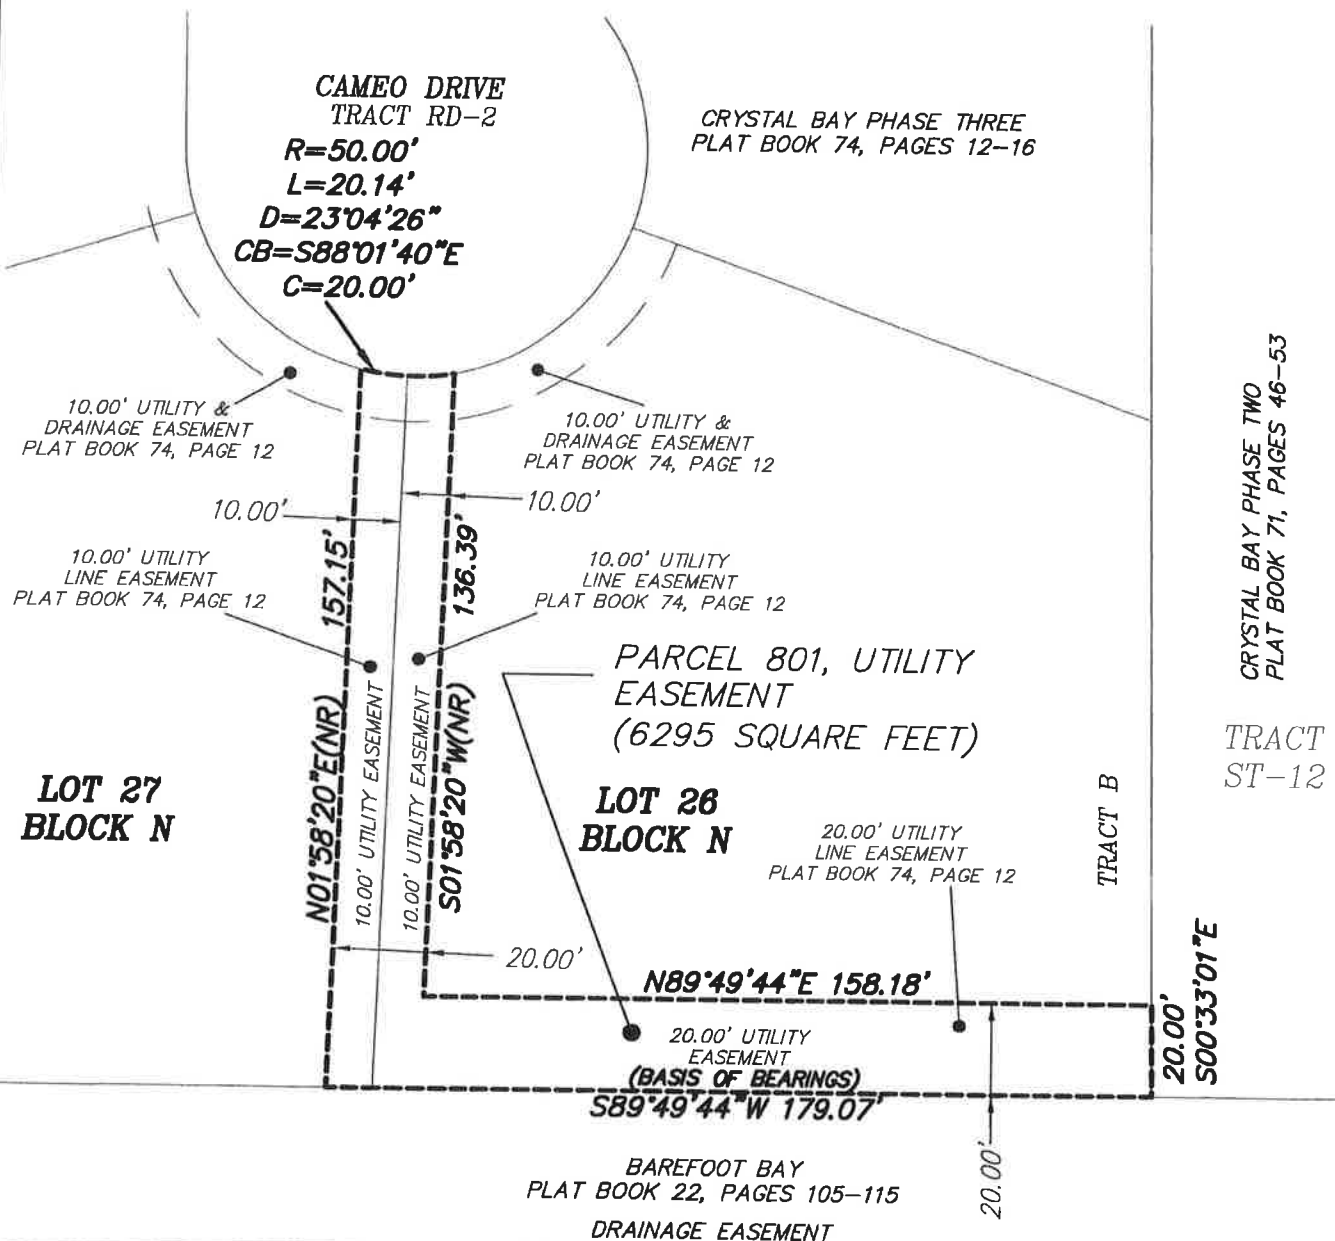 CAMEO DRIVE
TRACT RD-2
R=50.00'
L=20.14'
D=23°04'26"
CB=S88°01'40"E
C=20.00'
CRYSTAL BAY PHASE THREE
PLAT BOOK 74, PAGES 12-16
10.00' UTILITY &
DRAINAGE EASEMENT
PLAT BOOK 74, PAGE 12
10.00' UTILITY &
DRAINAGE EASEMENT
PLAT BOOK 74, PAGE 12
CRYSTAL BAY PHASE TWO
PLAT BOOK 71, PAGES 46-53
10.00'
10.00'
157.15'
136.39'
10.00' UTILITY
LINE EASEMENT
PLAT BOOK 74, PAGE 12
10.00' UTILITY
LINE EASEMENT
PLAT BOOK 74, PAGE 12
PARCEL 801, UTILITY
EASEMENT
(6295 SQUARE FEET)
N01°58'20"E(NR)
10.00' UTILITY EASEMENT
10.00' UTILITY EASEMENT
S01°58'20"W(NR)
TRACT
ST-12
LOT 27
BLOCK N
LOT 26
BLOCK N
20.00' UTILITY
LINE EASEMENT
PLAT BOOK 74, PAGE 12
TRACT B
20.00'
N89°49'44"E 158.18'
20.00'
S00°33'01"E
20.00' UTILITY
EASEMENT
(BASIS OF BEARINGS)
S89°49'44"W 179.07'
20.00'
BAREFOOT BAY
PLAT BOOK 22, PAGES 105-115
DRAINAGE EASEMENT